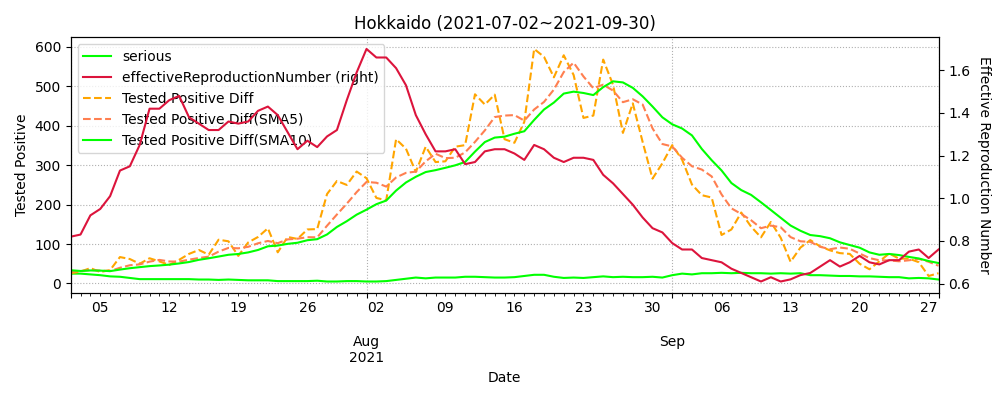 Hokkaido (2021-07-02~2021-09-30)
serious
effectiveReproductionNumber (right)
Tested Positive Diff
Tested Positive Diff(SMA5)
Tested Positive Diff(SMA10)
Tested Positive
600
500
400
300
200
100
0
Effective Reproduction Number
1.6
1.4
1.2
1.0
0.8
0.6
05 12 19 26 02 09 16 23 30 06 13 20 27
Aug Sep
2021
Date